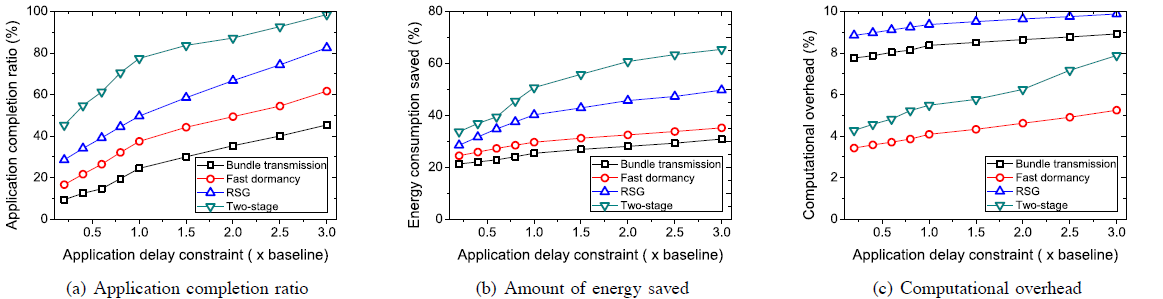 Application completion ratio (%)
100
80
60
40
20
0
Bundle transmission
Fast dormancy
RSG
Two-stage
0.5 1.0 1.5 2.0 2.5 3.0
Application delay constraint ( x baseline)
(a) Application completion ratio
Energy consumption saved (%)
80
60
40
20
0
Bundle transmission
Fast dormancy
RSG
Two-stage
0.5 1.0 1.5 2.0 2.5 3.0
Application delay constraint ( x baseline)
(b) Amount of energy saved
Computational overhead (%)
10
8
6
4
2
0
Bundle transmission
Fast dormancy
RSG
Two-stage
0.5 1.0 1.5 2.0 2.5 3.0
Application delay constraint ( x baseline)
(c) Computational overhead